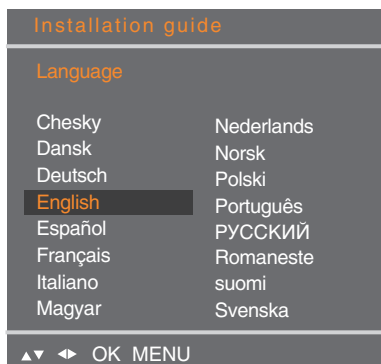 Installation guide
Language
Chesky
Dansk
Deutsch
English
Español
Français
Italiano
Magyar
Nederlands
Norsk
Polski
Português
РУССКИЙ
Romaneste
suomi
Svenska
▲▼ ◀▶ OK MENU